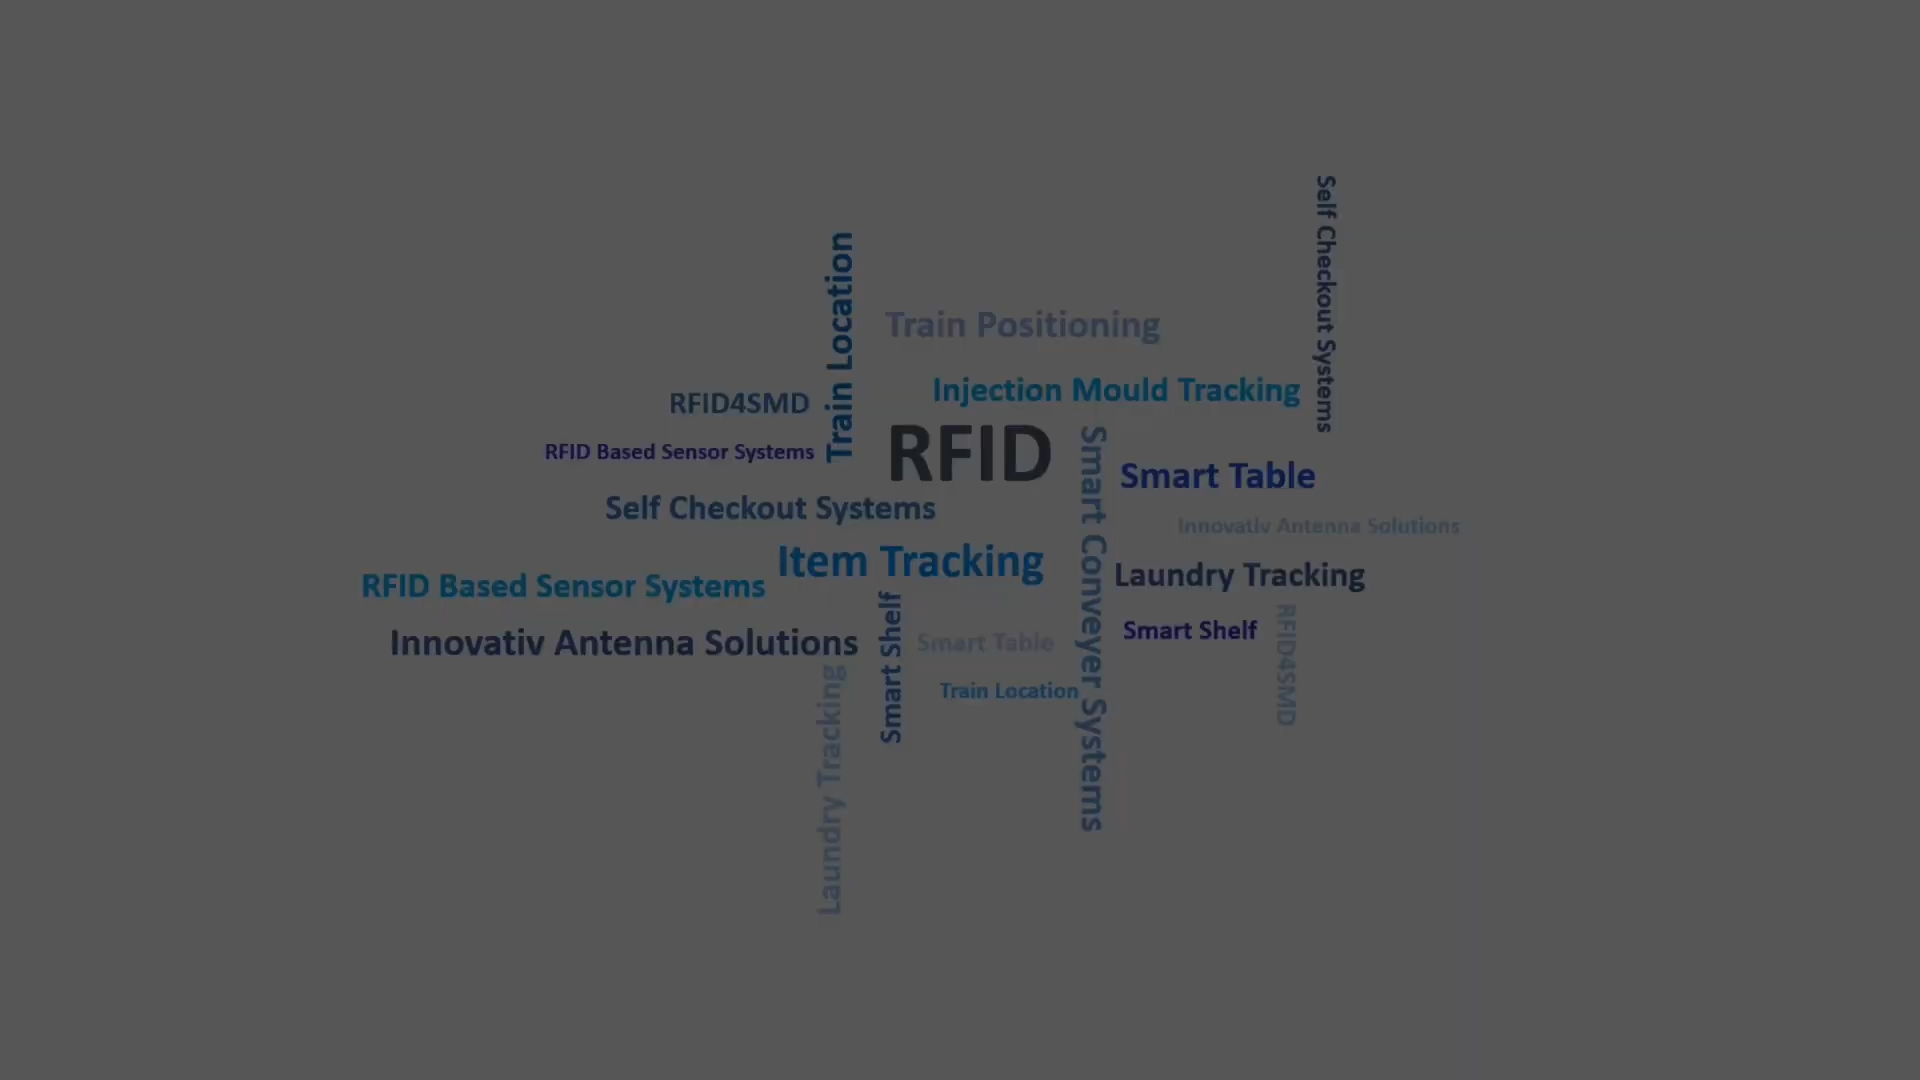 Self Checkout Systems
Train Location
Train Positioning
Injection Mould Tracking
RFID4SMD
RFID
RFID Based Sensor Systems
Smart Conveyer Systems
Smart Table
Self Checkout Systems
Innovativ Antenna Solutions
Item Tracking
Laundry Tracking
RFID Based Sensor Systems
Smart Shelf
Smart Shelf
RFID4SMD
Innovativ Antenna Solutions
Smart Table
Train Location
Laundry Tracking